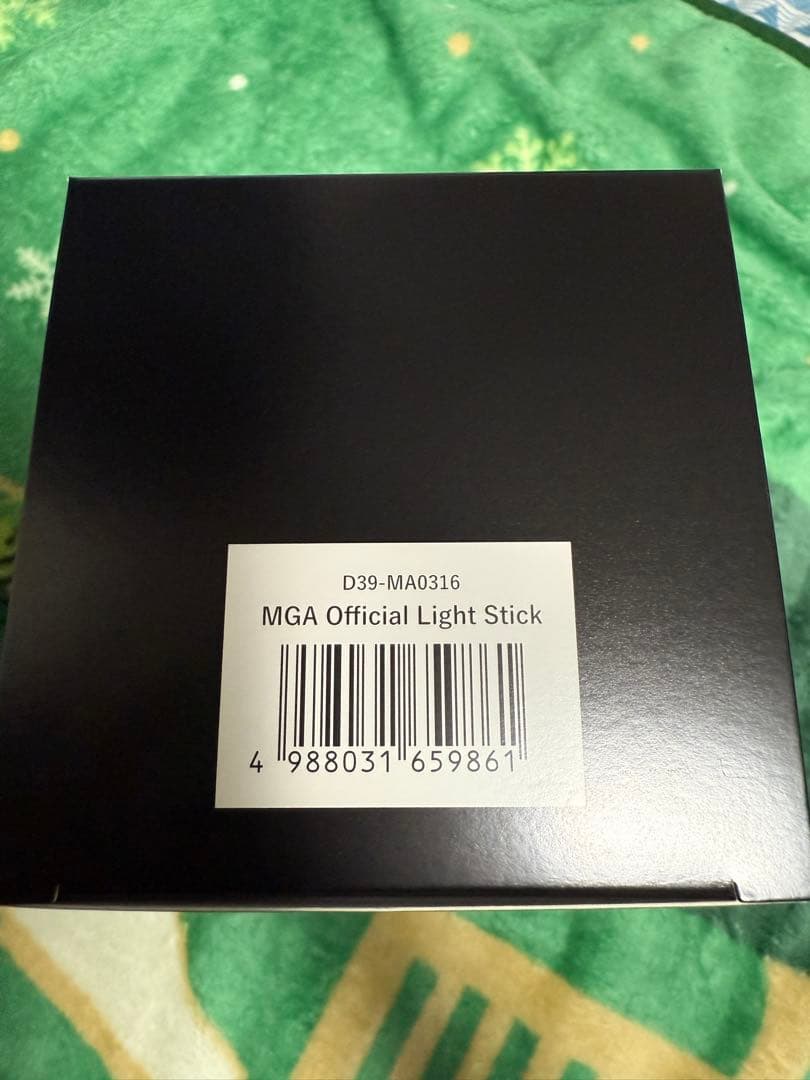 D39-MA0316
MGA Official Light Stick
4 988031 659861